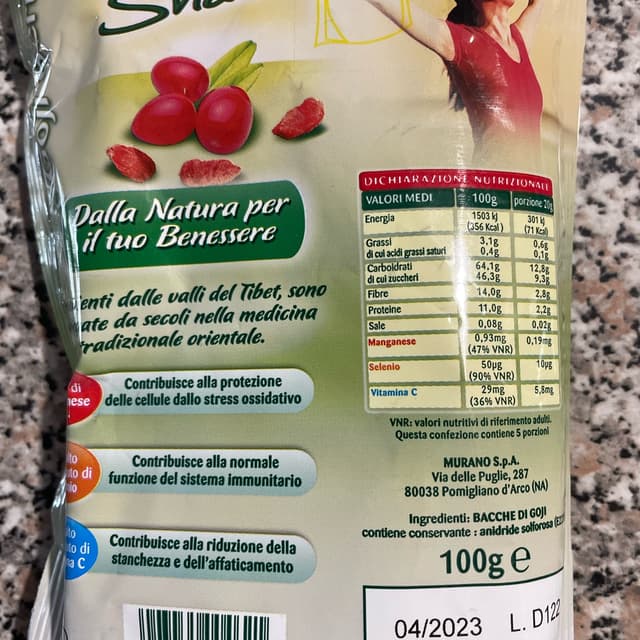 Dalla Natura per
il tuo Benessere
dalle valli del Tibet, sono
da secoli nella medicina
tradizionale orientale.
di
Contribuisce alla protezione
delle cellule dallo stress ossidativo
Contribuisce alla normale
funzione del sistema immunitario
di
Contribuisce alla riduzione della
stanchezza e dell'affaticamento
di
C
DICHIARAZIONE NUTRIZIONALE
VALORI MEDI 100g porzione 20g
Energia 1503 kj 301 kj
(356 Kcal) (71 Kcal)
Grassi 3,1g 0,6g
di cui acidi grassi saturi 0,4g 0,1g
Carboidrati 64,1g 12,8g
di cui zuccheri 46,3g 9,3g
Fibre 14,0g 2,8g
Proteine 11,0g 2,2g
Sale 0,08g 0,02g
Manganese 0,93mg 0,19mg
(47% VNR)
Selenio 50µg 10µg
(90% VNR)
Vitamina C 29mg 5,8mg
(36% VNR)
VNR: valori nutritivi di riferimento adulti.
Questa confezione contiene 5 porzioni
MURANO S.p.A.
Via delle Puglie, 287
80038 Pomigliano d'Arco (NA)
Ingredienti: BACCHE DI GOJI
contiene conservante : anidride solforosa
100g e
04/2023 L. D122